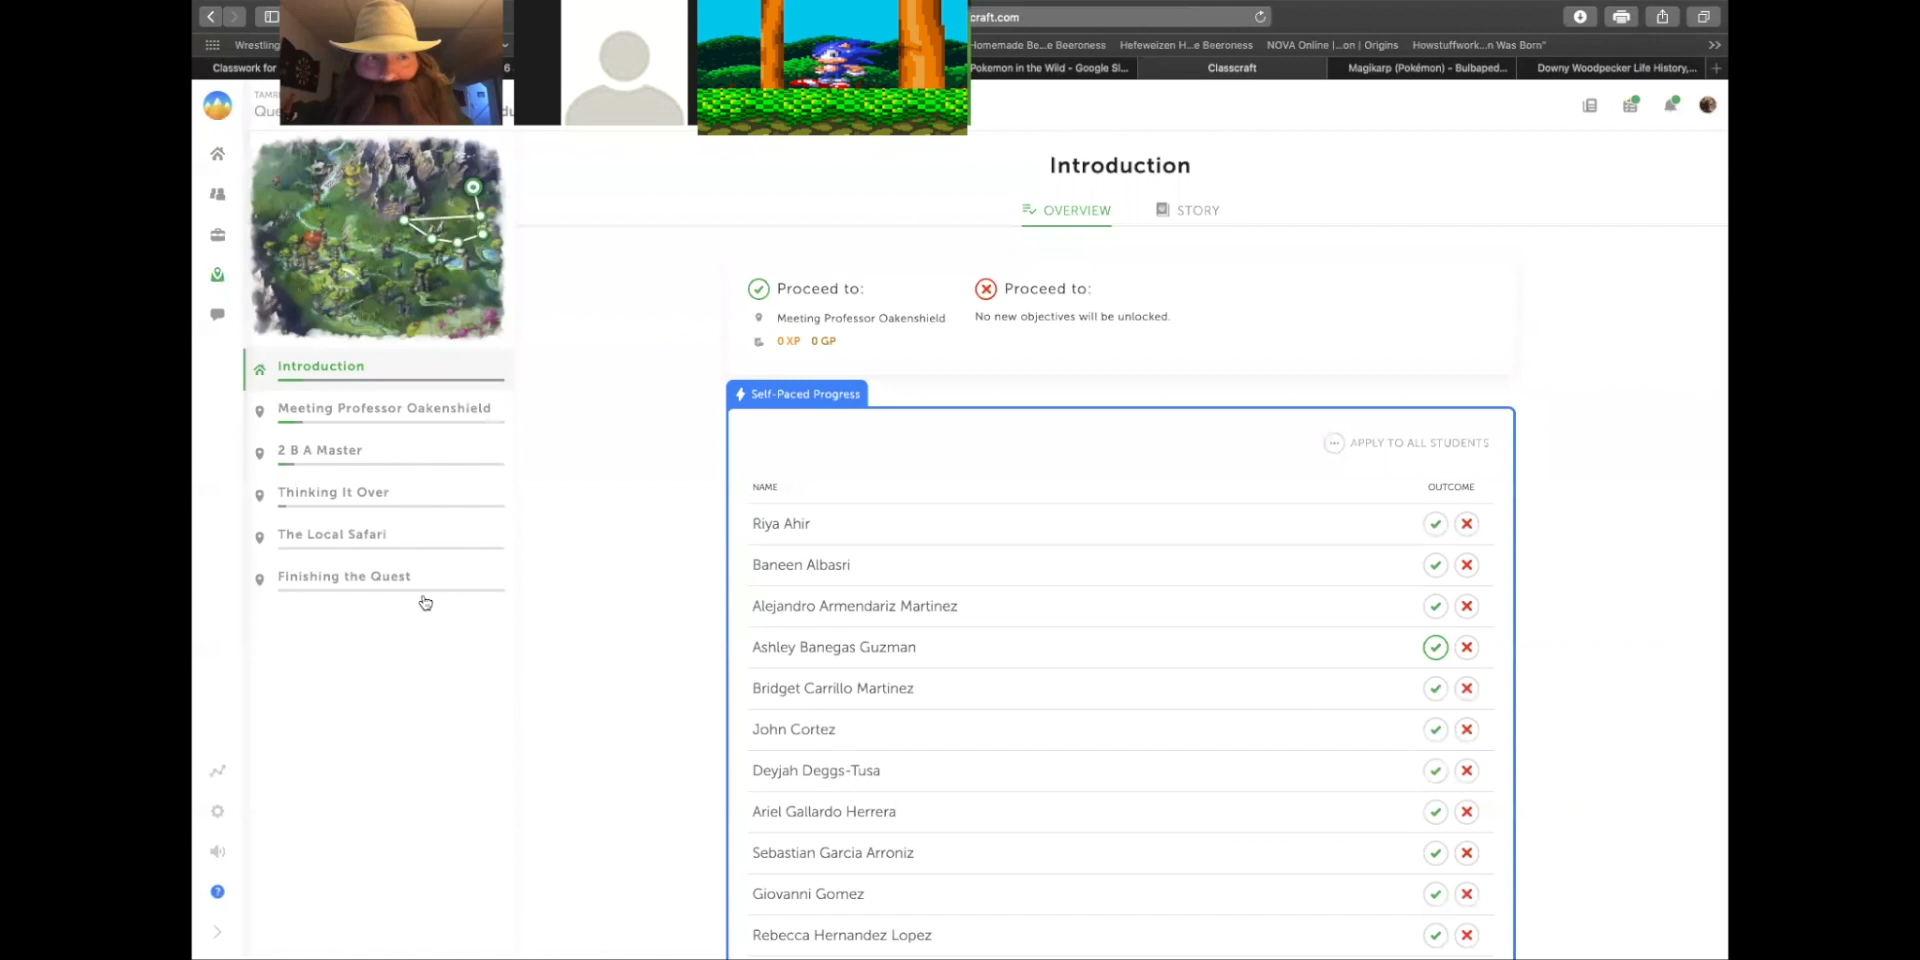 craft.com
Wrestling
Homemade Be...e Beeroness
Hefeweizen H...e Beeroness
NOVA Online |...on | Origins
Howstuffwork...n Was Born"
Classwork for
6
Pokemon in the Wild - Google Sl...
Classcraft
Magikarp (Pokémon) - Bulbaped...
Downy Woodpecker Life History,...
TAMR
Que
Introduction
OVERVIEW
STORY
Proceed to:
Meeting Professor Oakenshield
0 XP 0 GP
Proceed to:
No new objectives will be unlocked.
Introduction
Meeting Professor Oakenshield
2 B A Master
Thinking It Over
The Local Safari
Finishing the Quest
Self-Paced Progress
APPLY TO ALL STUDENTS
NAME OUTCOME
Riya Ahir
Baneen Albasri
Alejandro Armendariz Martinez
Ashley Banegas Guzman
Bridget Carrillo Martinez
John Cortez
Deyjah Deggs-Tusa
Ariel Gallardo Herrera
Sebastian Garcia Arroniz
Giovanni Gomez
Rebecca Hernandez Lopez